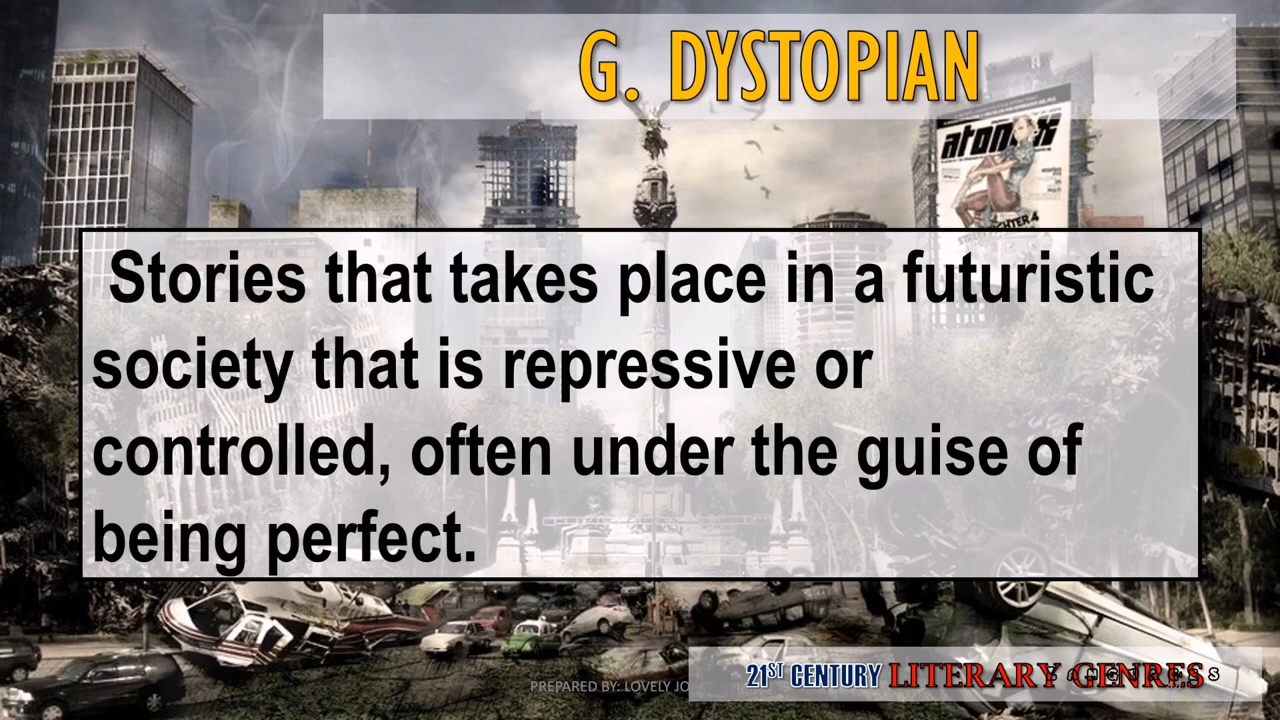 G. DYSTOPIAN
atomix
Stories that takes place in a futuristic
society that is repressive or
controlled, often under the guise of
being perfect.
PREPARED BY: LOVELY JO
21ST CENTURY LITERARY GENRES